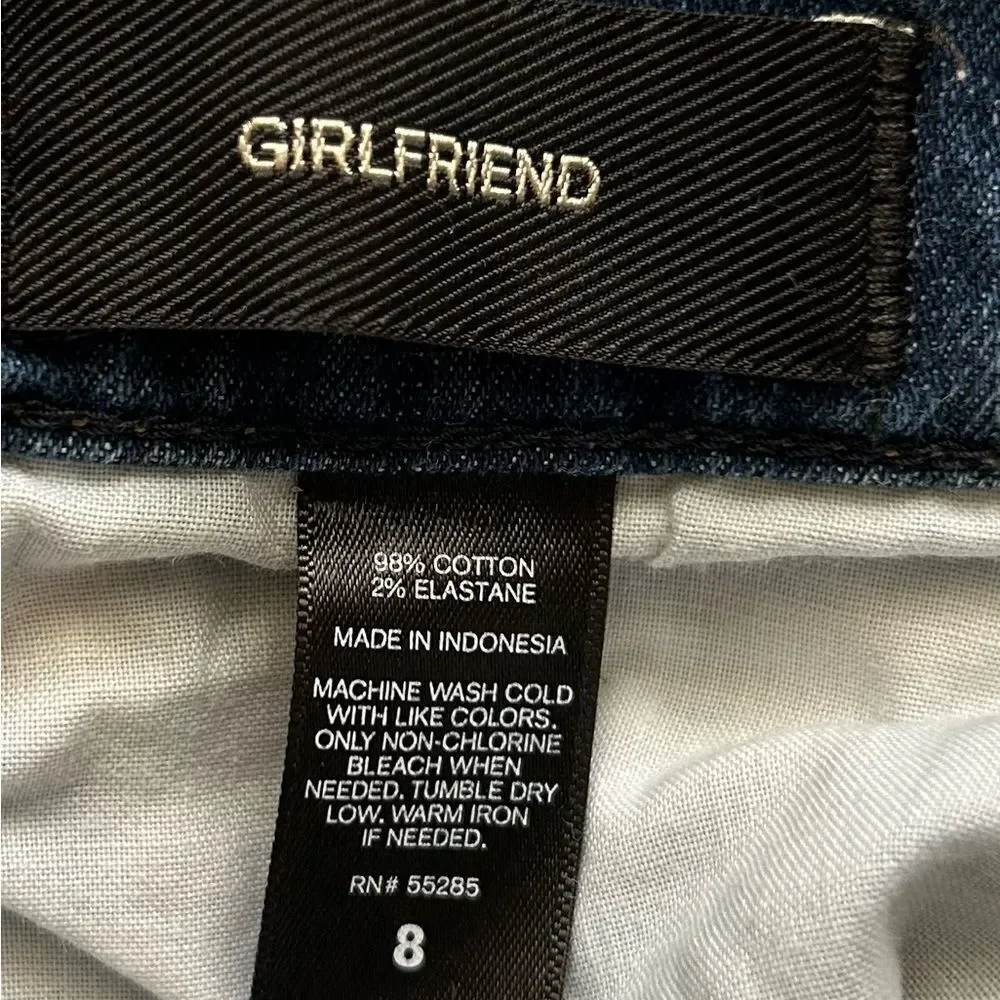 GIRLFRIEND
98% COTTON
2% ELASTANE
MADE IN INDONESIA
MACHINE WASH COLD
WITH LIKE COLORS.
ONLY NON-CHLORINE
BLEACH WHEN
NEEDED. TUMBLE DRY
LOW. WARM IRON
IF NEEDED.
RN# 55285
8